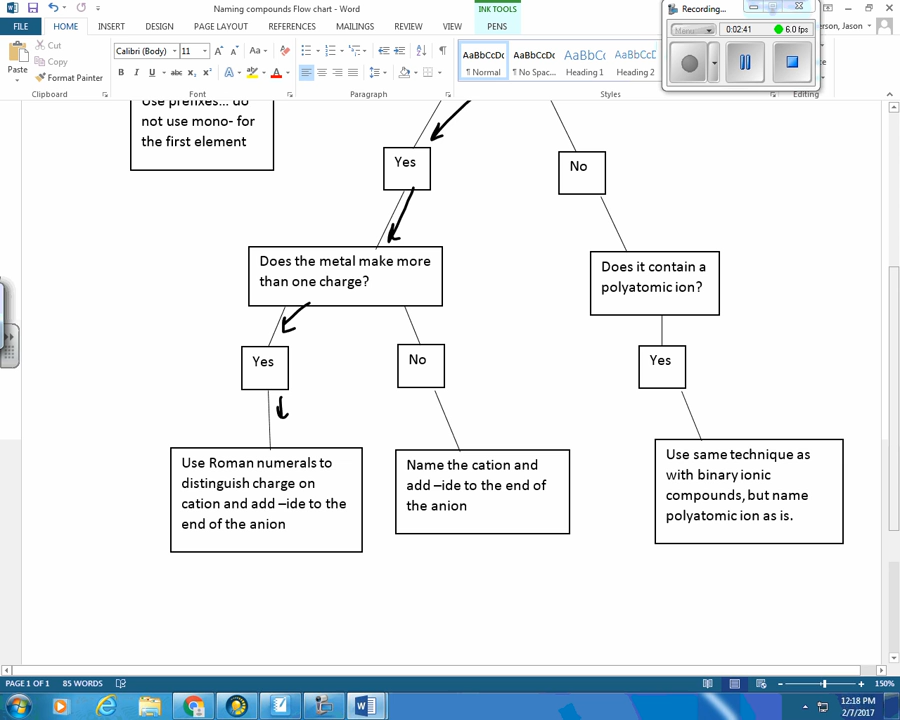 Naming compounds Flow chart - Word
INK TOOLS
FILE HOME INSERT DESIGN PAGE LAYOUT REFERENCES MAILINGS REVIEW VIEW PENS
erson, Jason
Recording...
Menu 0:02:41 6.0 fps
Paste
Cut
Copy
Format Painter
Clipboard
Calibri (Body) 11
Font
Paragraph
AaBbCcDc AaBbCcDc AaBbCc AaBbCcD
¶ Normal ¶ No Spac... Heading 1 Heading 2
Styles
Editing
Use prefixes... do
not use mono- for
the first element
Yes
No
Does the metal make more
than one charge?
Does it contain a
polyatomic ion?
Yes
No
Yes
Use Roman numerals to
distinguish charge on
cation and add –ide to the
end of the anion
Name the cation and
add –ide to the end of
the anion
Use same technique as
with binary ionic
compounds, but name
polyatomic ion as is.
PAGE 1 OF 1 85 WORDS
150%
12:18 PM
2/7/2017